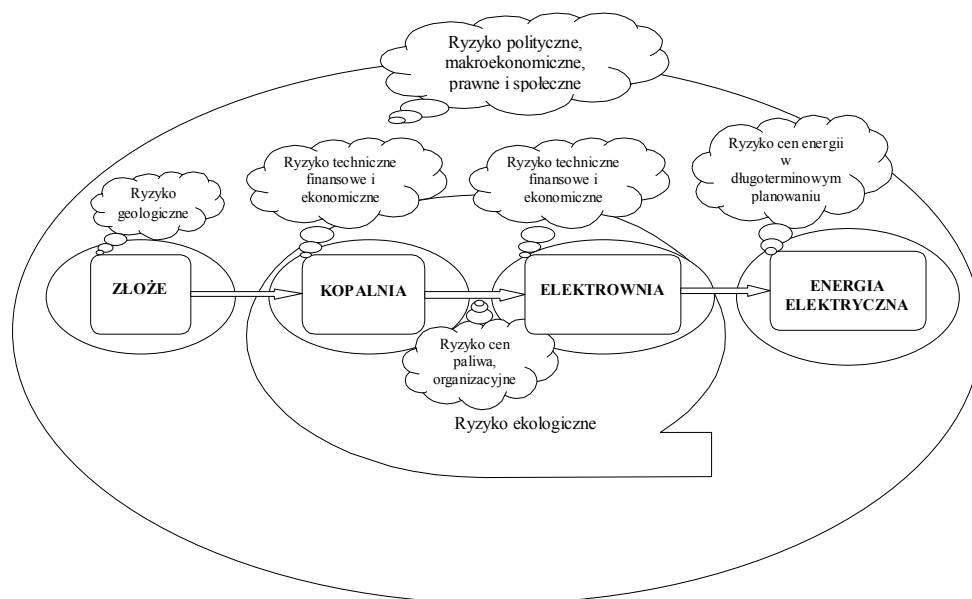 Ryzyko polityczne,
makroekonomiczne,
prawne i społeczne
Ryzyko techniczne
finansowe i
ekonomiczne
Ryzyko techniczne
finansowe i
ekonomiczne
Ryzyko cen energii
w
długoterminowym
planowaniu
Ryzyko
geologiczne
ZŁOŻE
KOPALNIA
ELEKTROWNIA
ENERGIA
ELEKTRYCZNA
Ryzyko cen
paliwa,
organizacyjne
Ryzyko ekologiczne